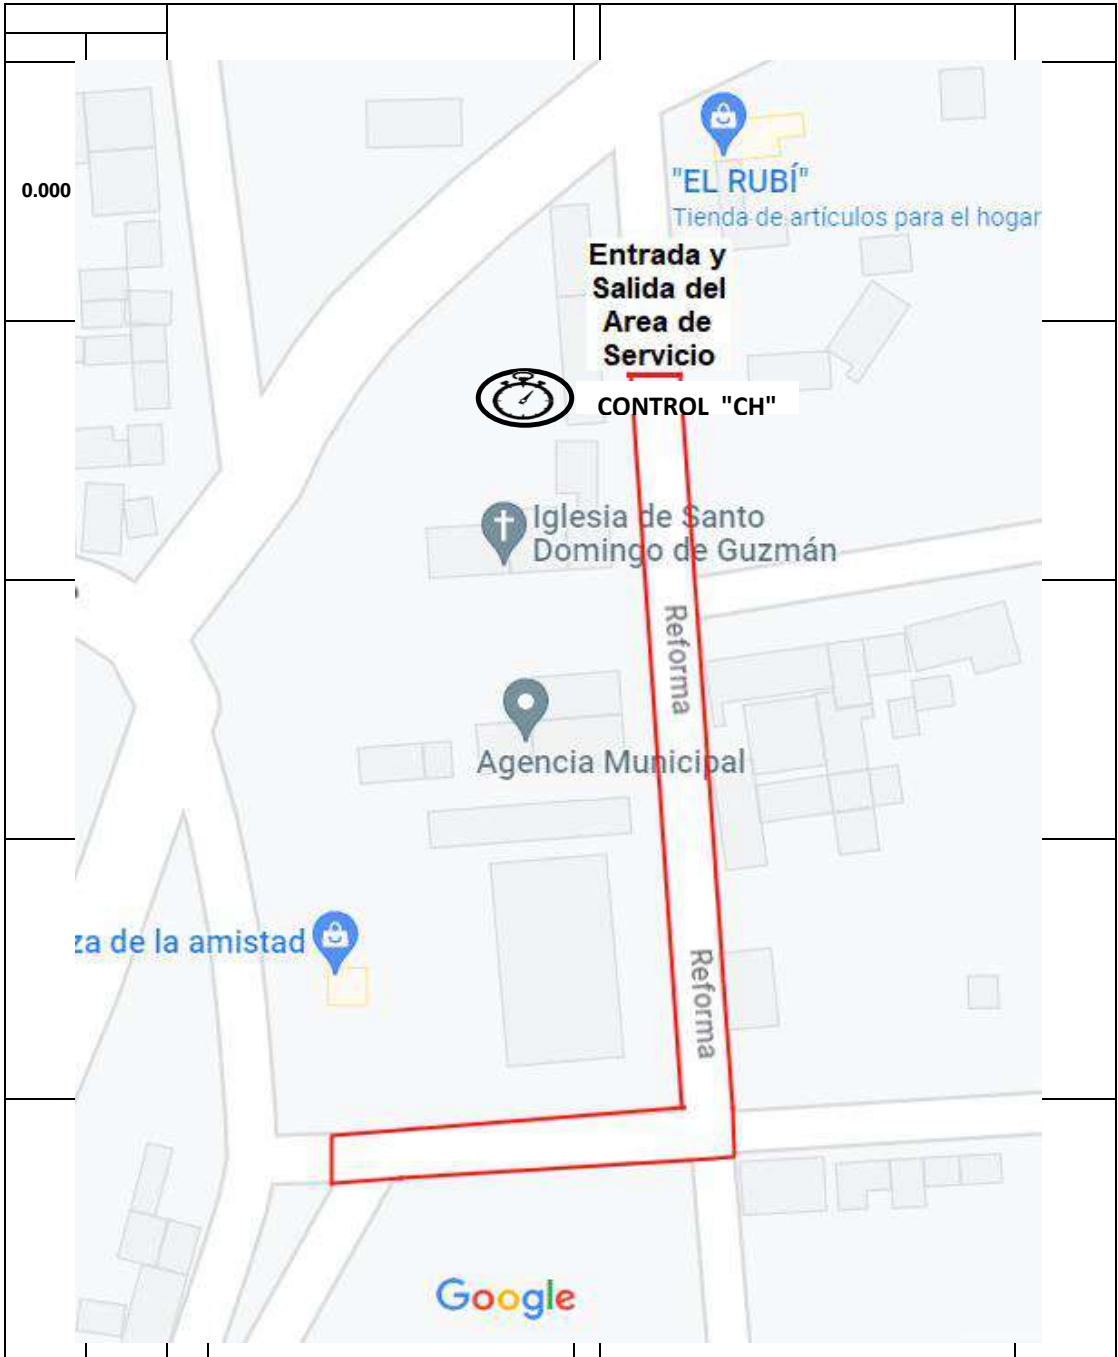 0.000
"EL RUBÍ"
Tienda de artículos para el hogar
Entrada y
Salida del
Area de
Servicio
CONTROL "CH"
Iglesia de Santo
Domingo de Guzmán
Reforma
Agencia Municipal
za de la amistad
Reforma
Google